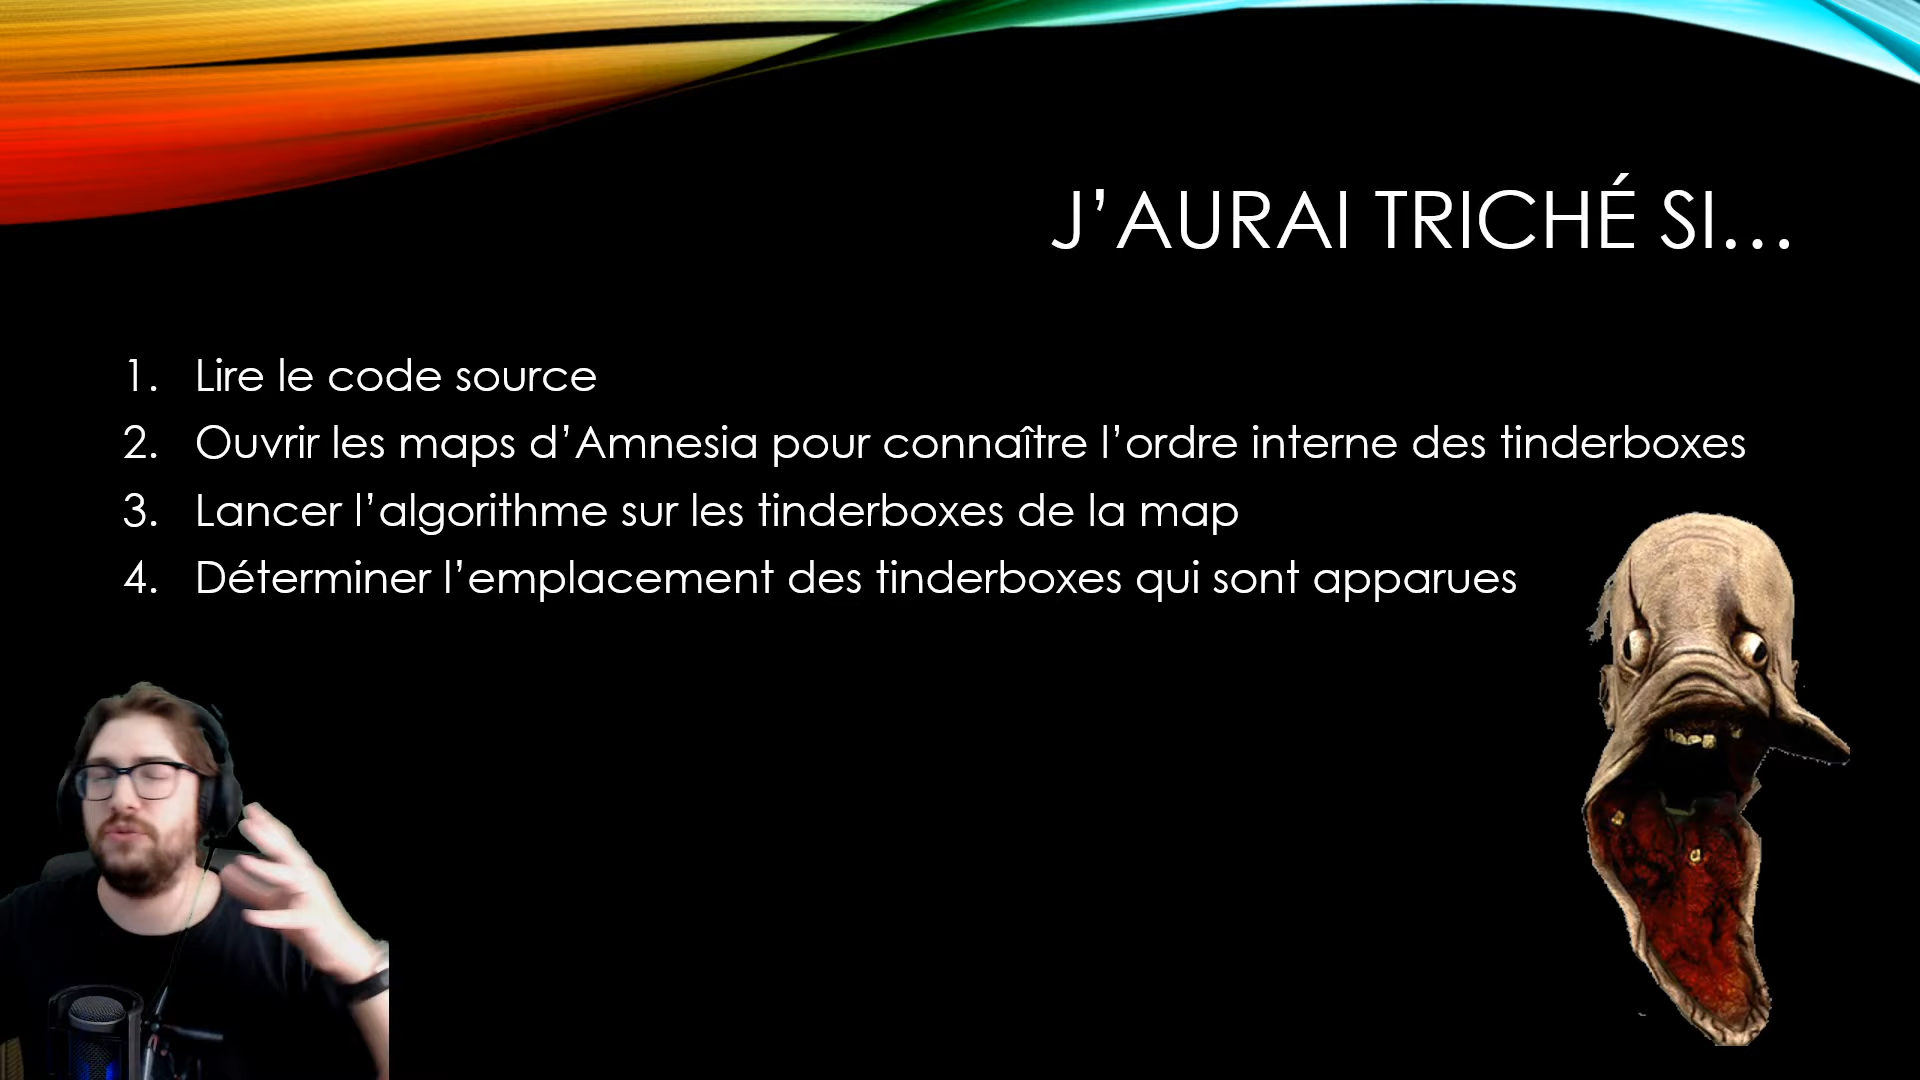 J’AURAI TRICHÉ SI…
1. Lire le code source
2. Ouvrir les maps d’Amnesia pour connaître l’ordre interne des tinderboxes
3. Lancer l’algorithme sur les tinderboxes de la map
4. Déterminer l’emplacement des tinderboxes qui sont apparues